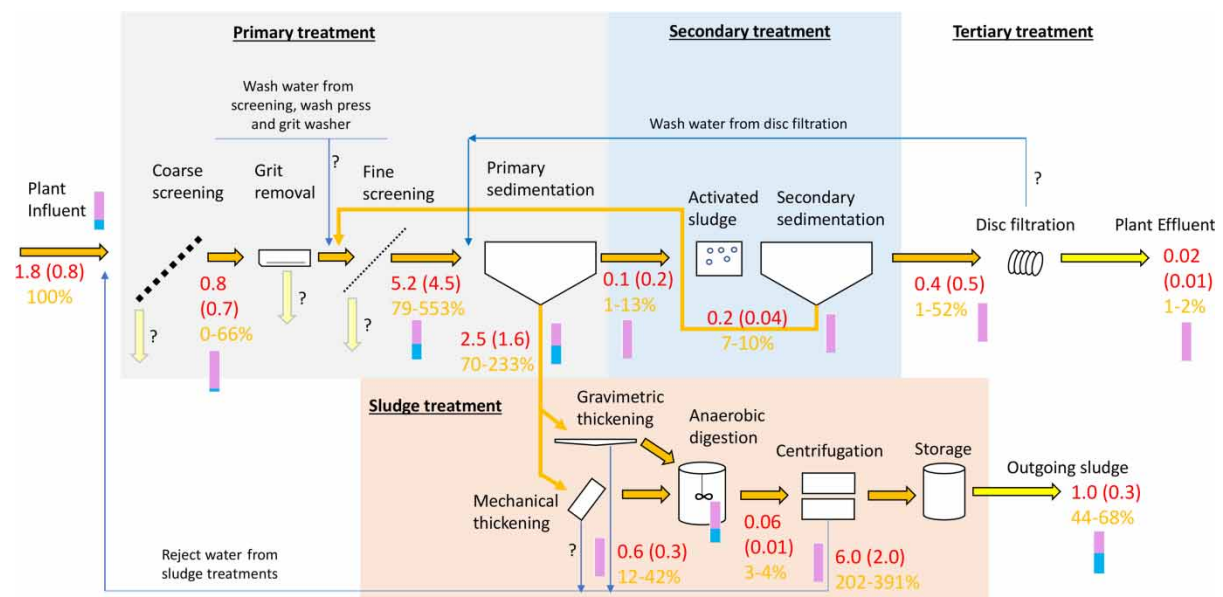 Primary treatment
Secondary treatment
Tertiary treatment
Wash water from
screening, wash press
and grit washer
Wash water from disc filtration
?
?
Plant
Influent
Coarse
screening
Grit
removal
Fine
screening
Primary
sedimentation
Activated
sludge
Secondary
sedimentation
Disc filtration
Plant Effluent
1.8 (0.8)
100%
0.8
(0.7)
0-66%
5.2 (4.5)
79-553%
0.1 (0.2)
1-13%
0.4 (0.5)
1-52%
0.02
(0.01)
1-2%
?
?
?
2.5 (1.6)
70-233%
0.2 (0.04)
7-10%
Sludge treatment
Gravimetric
thickening
Anaerobic
digestion
Centrifugation
Storage
Outgoing sludge
1.0 (0.3)
44-68%
Mechanical
thickening
?
0.6 (0.3)
12-42%
0.06
(0.01)
3-4%
6.0 (2.0)
202-391%
Reject water from
sludge treatments